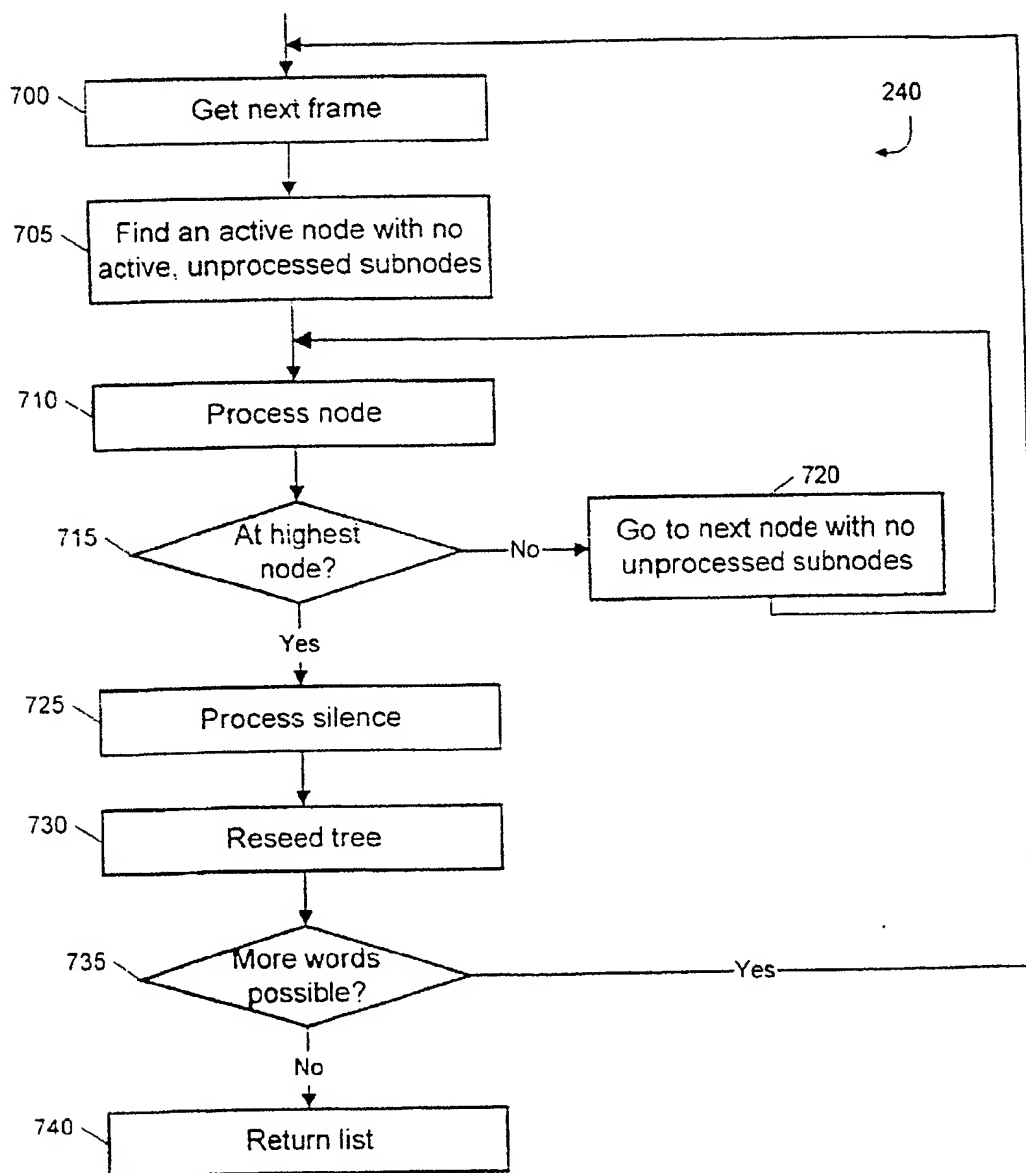 700
Get next frame
240
705
Find an active node with no
active, unprocessed subnodes
710
Process node
720
715
At highest
node?
No
Go to next node with no
unprocessed subnodes
Yes
725
Process silence
730
Reseed tree
735
More words
possible?
Yes
No
740
Return list